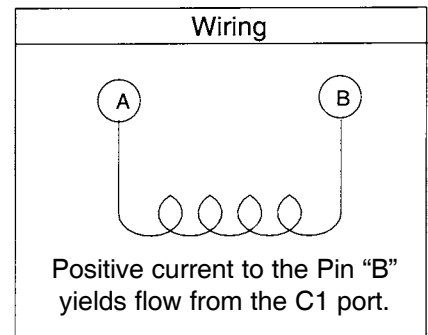 Wiring
A B
Positive current to the Pin “B”
yields flow from the C1 port.